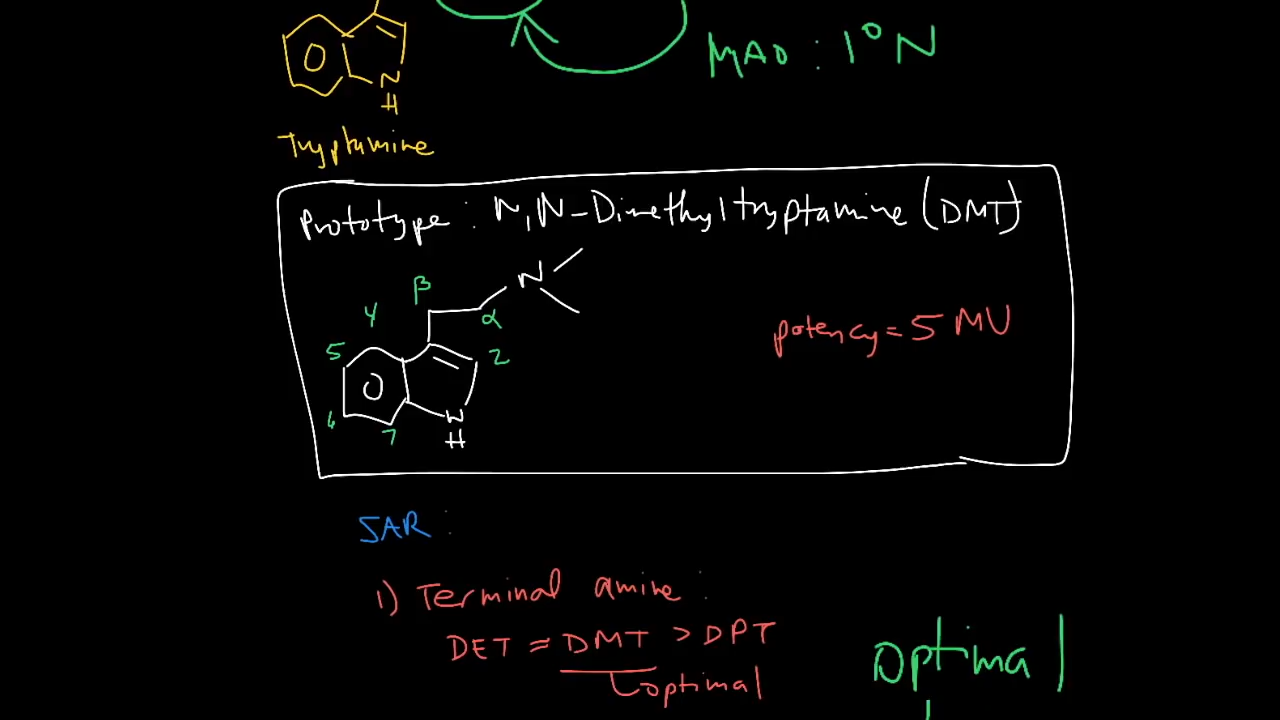 MAO : 1° N
N
H
Tryptamine
Prototype : N,N-Dimethyltryptamine (DMT)
N
β
4
α
5
2
potency = 5 MU
6
7
N
H
SAR :
1) Terminal amine :
DET ≈ DMT > DPT
optimal
optimal